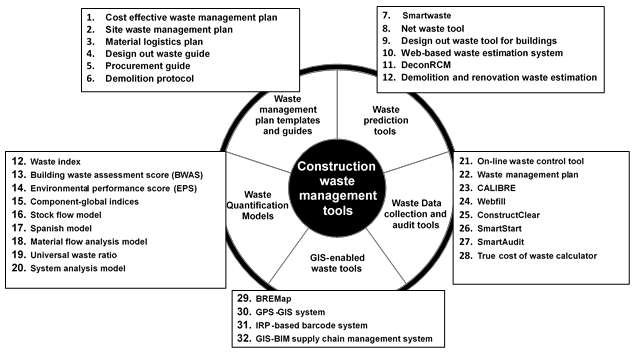 1. Cost effective waste management plan
2. Site waste management plan
3. Material logistics plan
4. Design out waste guide
5. Procurement guide
6. Demolition protocol
7. Smartwaste
8. Net waste tool
9. Design out waste tool for buildings
10. Web-based waste estimation system
11. DeconRCM
12. Demolition and renovation waste estimation
Waste
management
plan templates
and guides
Waste
prediction
tools
Construction
waste
management
tools
12. Waste index
13. Building waste assessment score (BWAS)
14. Environmental performance score (EPS)
15. Component-global indices
16. Stock flow model
17. Spanish model
18. Material flow analysis model
19. Universal waste ratio
20. System analysis model
Waste
Quantification
Models
Waste Data
collection and
audit tools
21. On-line waste control tool
22. Waste management plan
23. CALIBRE
24. Webfill
25. ConstructClear
26. SmartStart
27. SmartAudit
28. True cost of waste calculator
GIS-enabled
waste tools
29. BREMap
30. GPS-GIS system
31. IRP-based barcode system
32. GIS-BIM supply chain management system